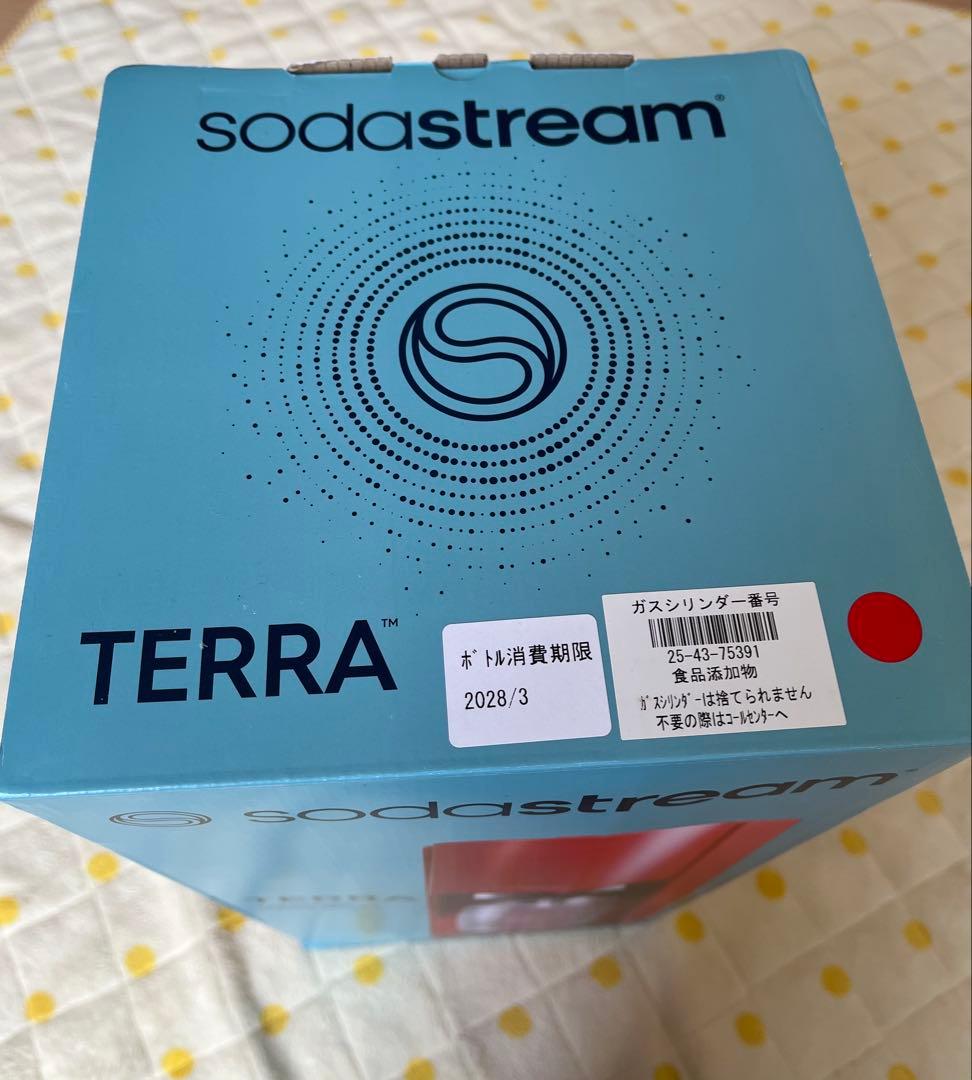 sodastream®
TERRA™
ﾎﾞﾄﾙ消費期限
2028/3
ガスシリンダー番号
25-43-75391
食品添加物
ｶﾞｽｼﾘﾝﾀﾞｰは捨てられません
不要の際はｺｰﾙｾﾝﾀｰへ
sodastream®
TERRA